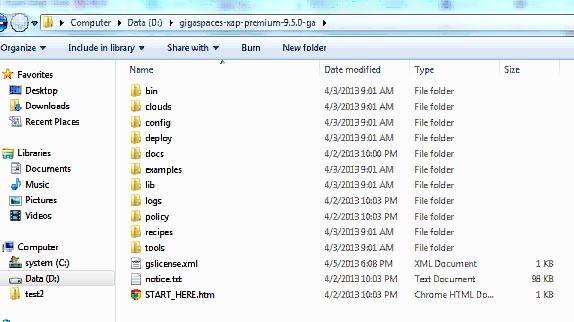 Computer Data (D:) gigaspaces-xap-premium-9.5.0-ga
Organize Include in library Share with Burn New folder
Name Date modified Type Size
Favorites
Desktop
Downloads
Recent Places
Libraries
Documents
Music
Pictures
Videos
Computer
system (C:)
Data (D:)
test2
bin 4/3/2013 9:01 AM File folder
clouds 4/3/2013 9:01 AM File folder
config 4/3/2013 9:01 AM File folder
deploy 4/3/2013 9:01 AM File folder
docs 4/2/2013 10:00 PM File folder
examples 4/3/2013 9:01 AM File folder
lib 4/3/2013 9:01 AM File folder
logs 4/2/2013 10:03 PM File folder
policy 4/2/2013 10:03 PM File folder
recipes 4/3/2013 9:01 AM File folder
tools 4/3/2013 9:01 AM File folder
gslicense.xml 4/5/2013 6:08 PM XML Document 1 KB
notice.txt 4/2/2013 10:03 PM Text Document 98 KB
START_HERE.htm 4/2/2013 10:03 PM Chrome HTML Do... 1 KB